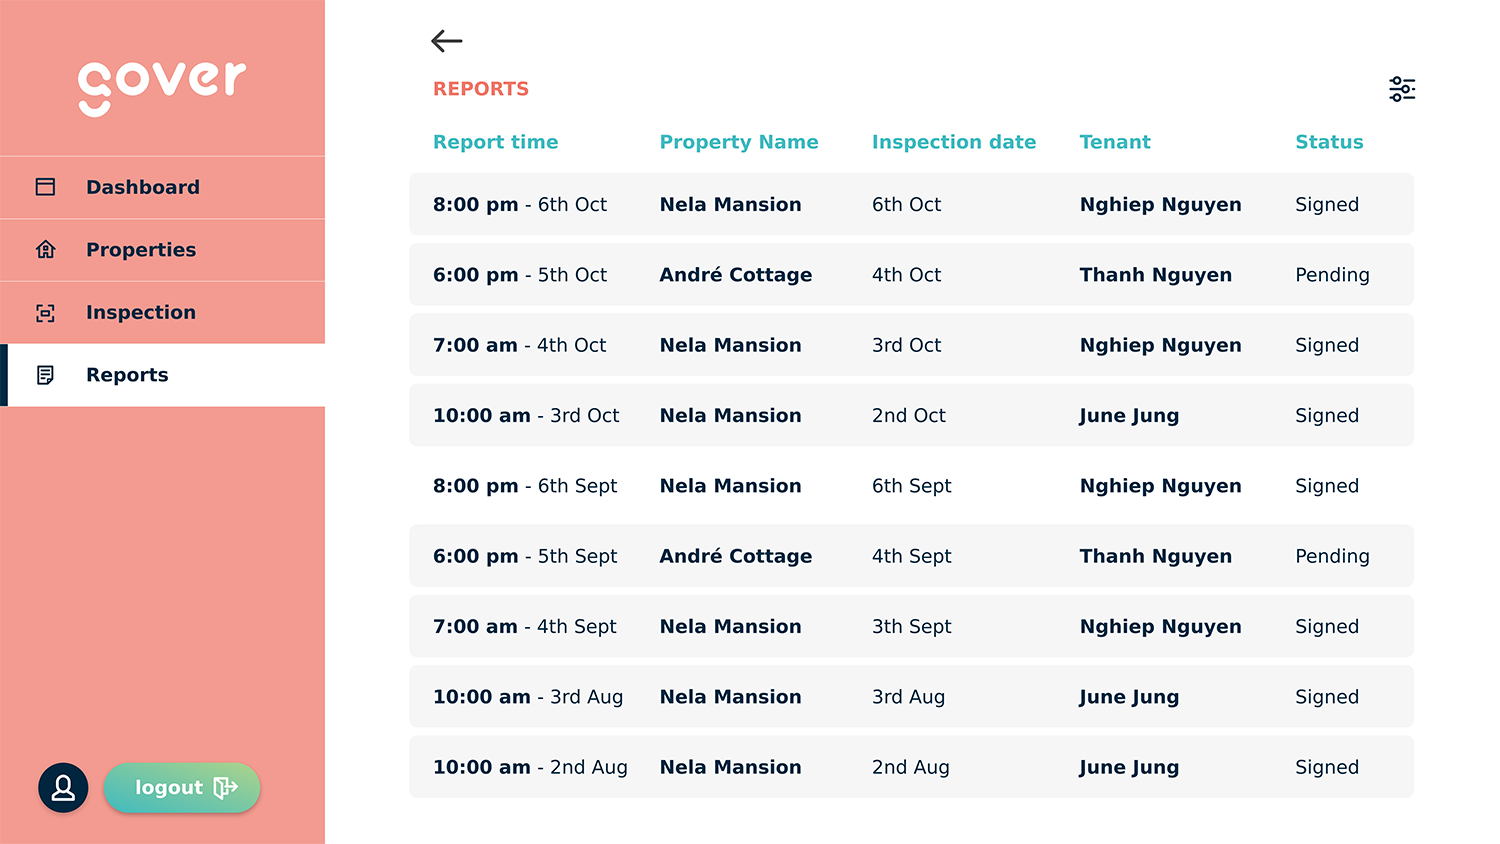 gover
Dashboard
Properties
Inspection
Reports
logout
REPORTS
Report time Property Name Inspection date Tenant Status
8:00 pm - 6th Oct Nela Mansion 6th Oct Nghiep Nguyen Signed
6:00 pm - 5th Oct André Cottage 4th Oct Thanh Nguyen Pending
7:00 am - 4th Oct Nela Mansion 3rd Oct Nghiep Nguyen Signed
10:00 am - 3rd Oct Nela Mansion 2nd Oct June Jung Signed
8:00 pm - 6th Sept Nela Mansion 6th Sept Nghiep Nguyen Signed
6:00 pm - 5th Sept André Cottage 4th Sept Thanh Nguyen Pending
7:00 am - 4th Sept Nela Mansion 3th Sept Nghiep Nguyen Signed
10:00 am - 3rd Aug Nela Mansion 3rd Aug June Jung Signed
10:00 am - 2nd Aug Nela Mansion 2nd Aug June Jung Signed